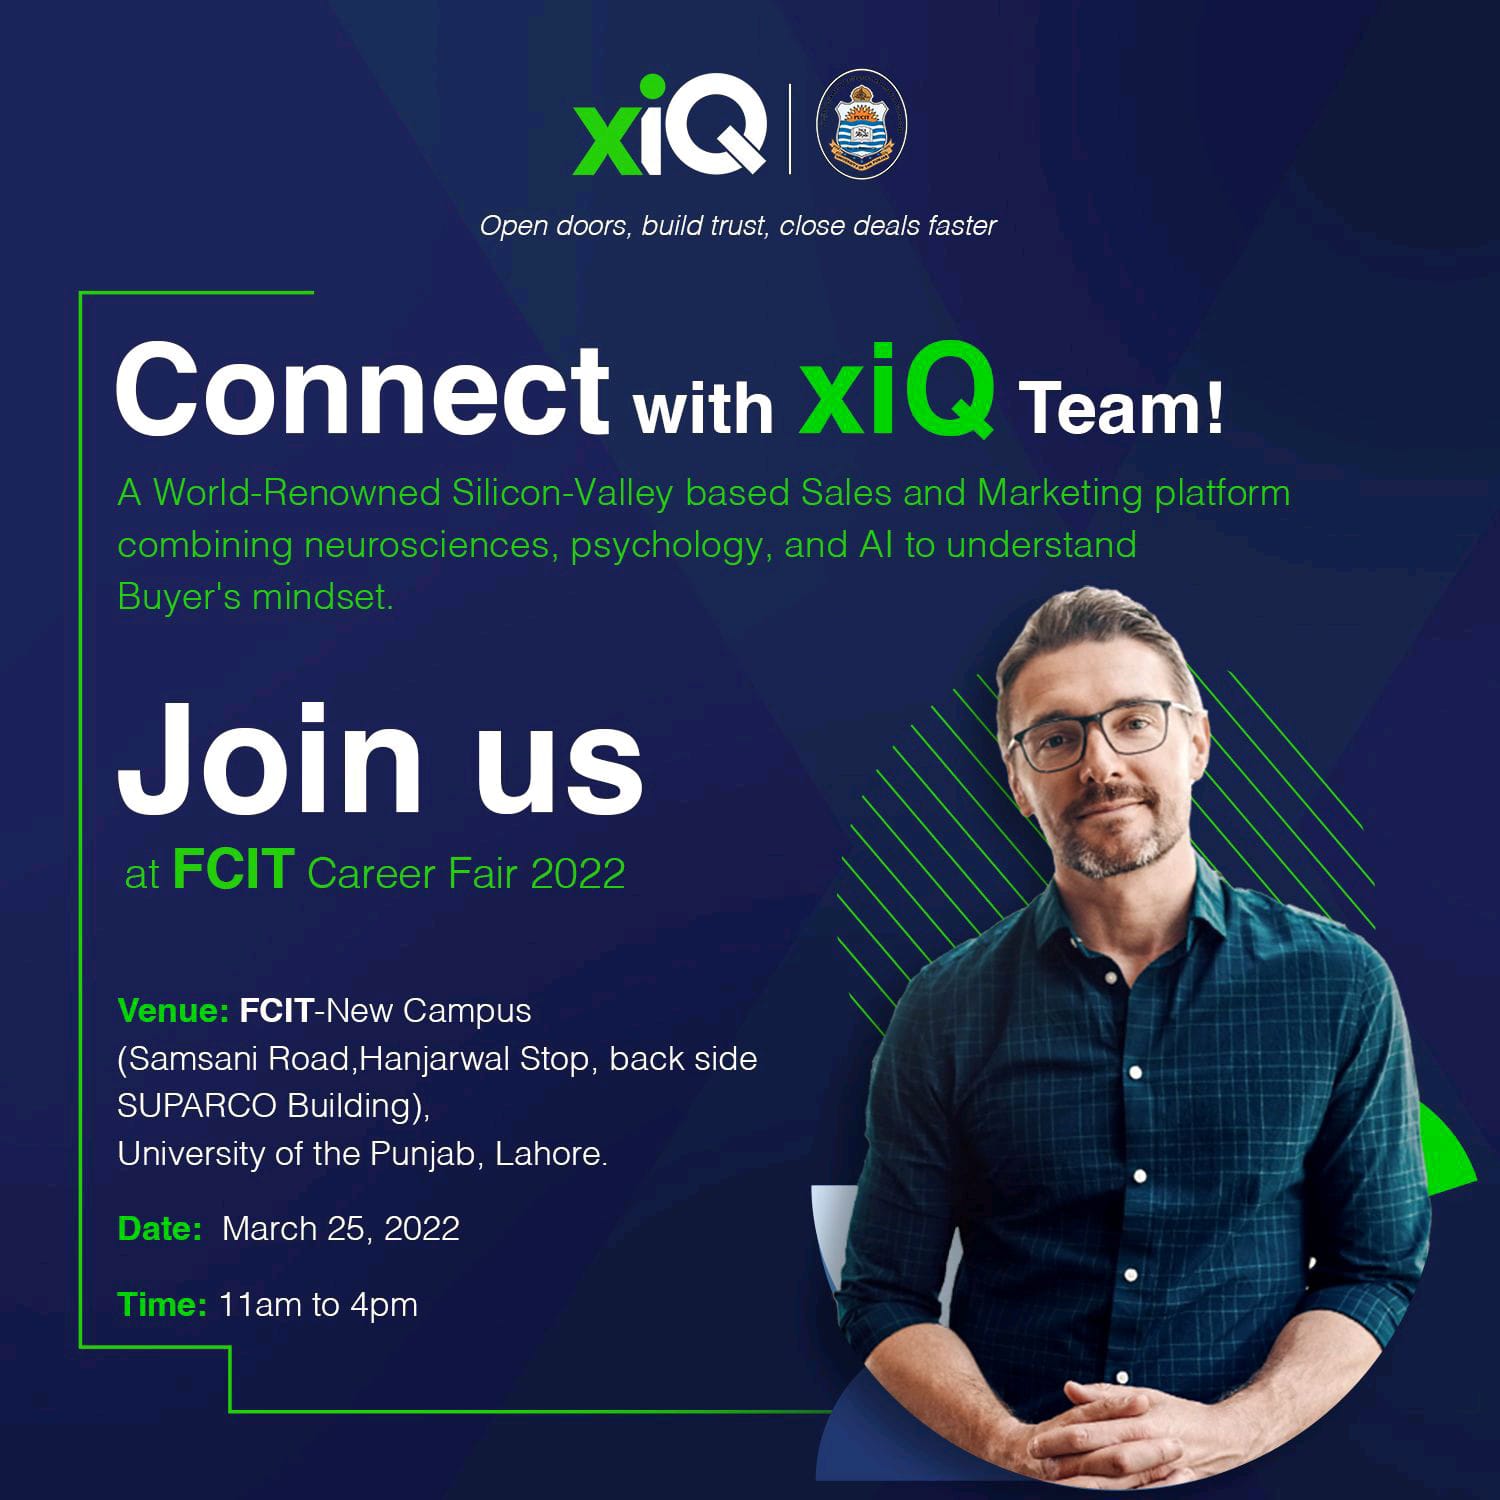 xiQ
PUCIT
Open doors, build trust, close deals faster
Connect with xiQ Team!
A World-Renowned Silicon-Valley based Sales and Marketing platform
combining neurosciences, psychology, and AI to understand
Buyer's mindset.
Join us
at FCIT Career Fair 2022
Venue: FCIT-New Campus
(Samsani Road,Hanjarwal Stop, back side
SUPARCO Building),
University of the Punjab, Lahore.
Date: March 25, 2022
Time: 11am to 4pm